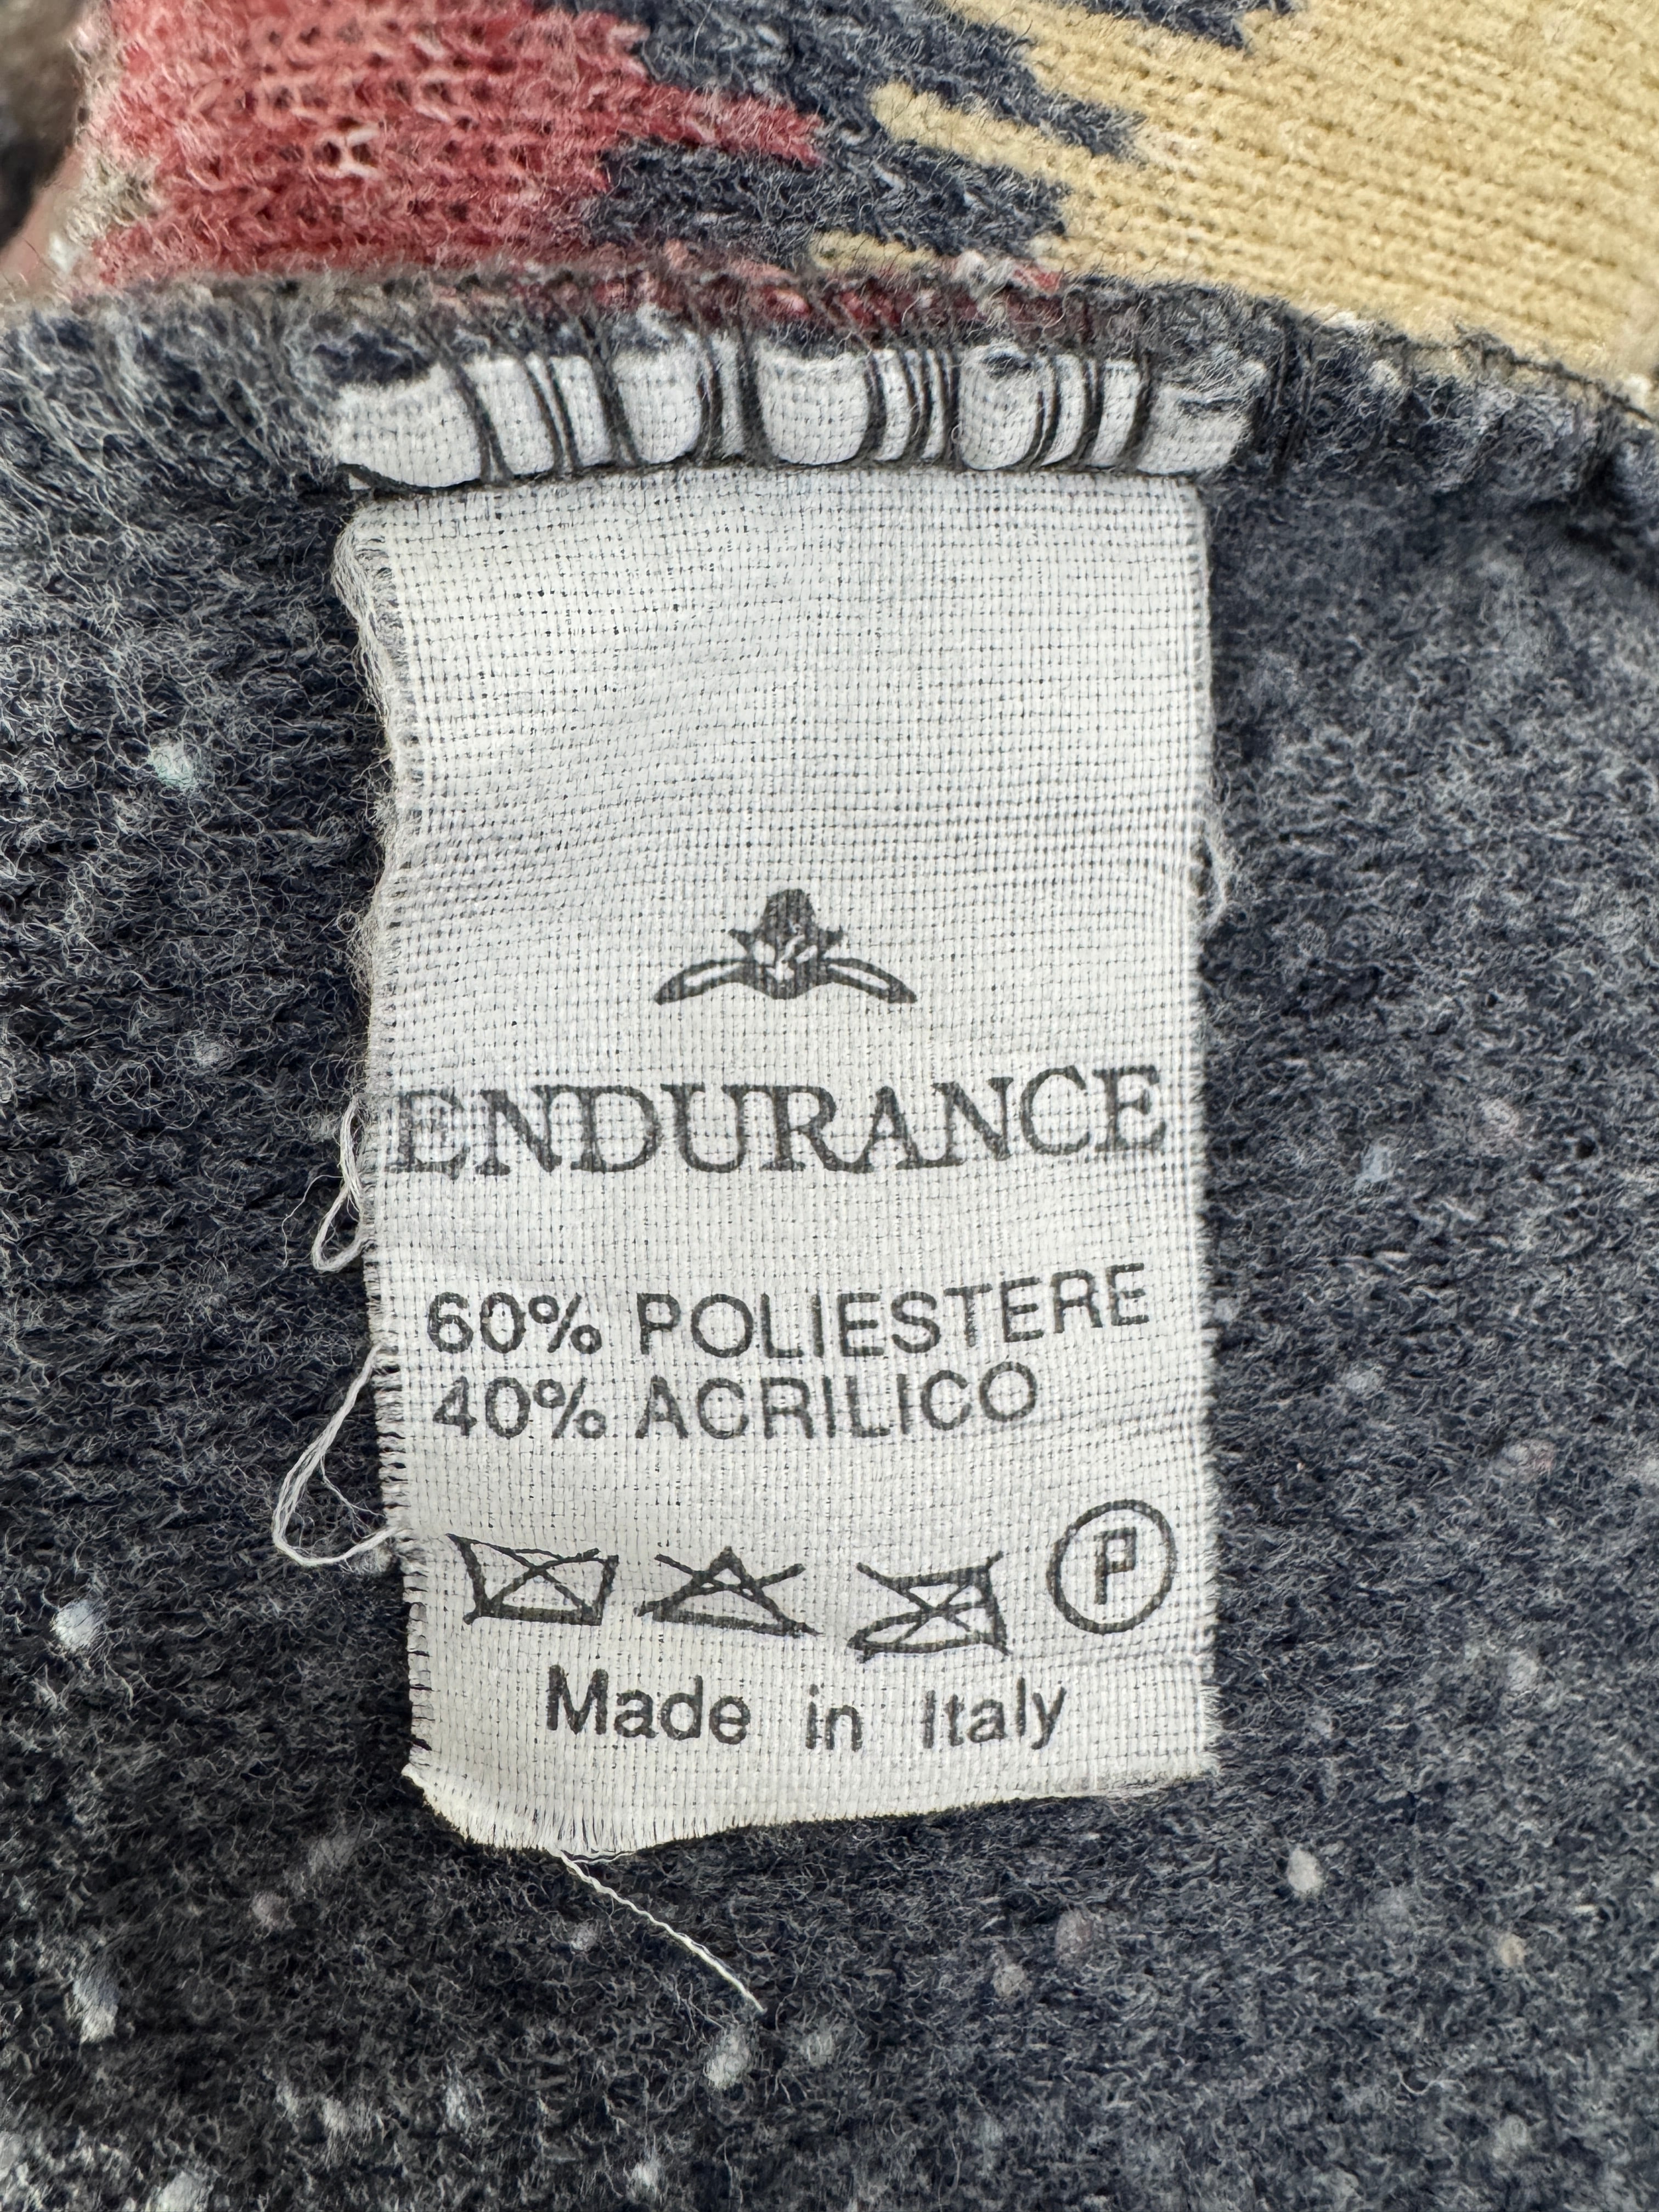 ENDURANCE
60% POLIESTERE
40% ACRILICO
P
Made in Italy